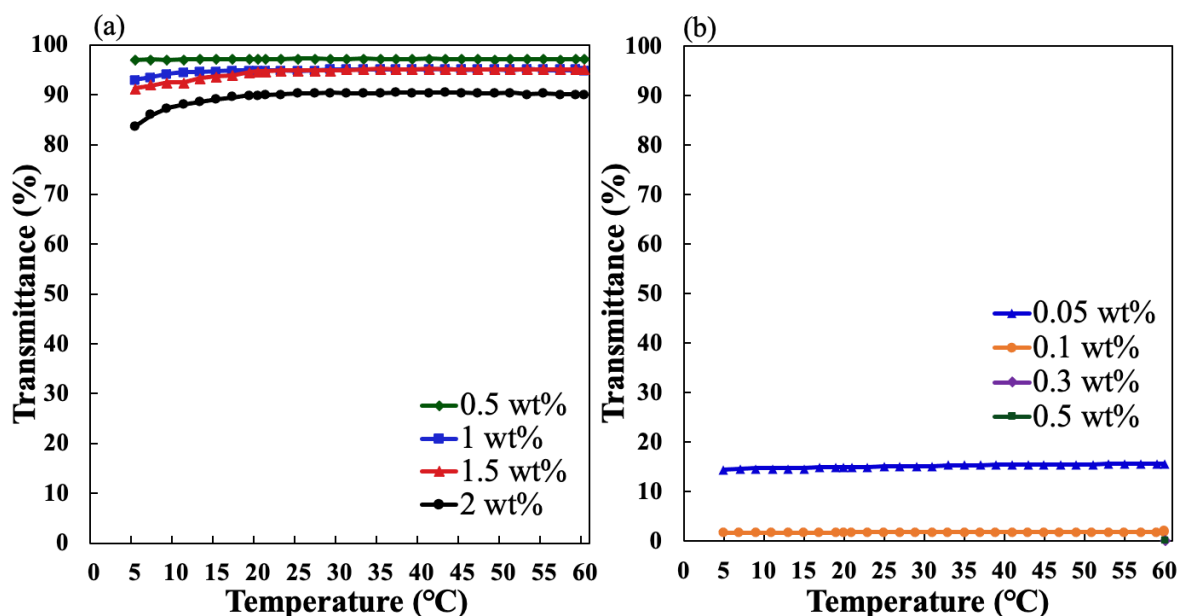 (a)
100
90
80
70
60
50
40
30
20
10
0
Transmittance (%)
0.5 wt%
1 wt%
1.5 wt%
2 wt%
0 5 10 15 20 25 30 35 40 45 50 55 60
Temperature (℃)
(b)
100
90
80
70
60
50
40
30
20
10
0
Transmittance (%)
0.05 wt%
0.1 wt%
0.3 wt%
0.5 wt%
0 5 10 15 20 25 30 35 40 45 50 55 60
Temperature (℃)